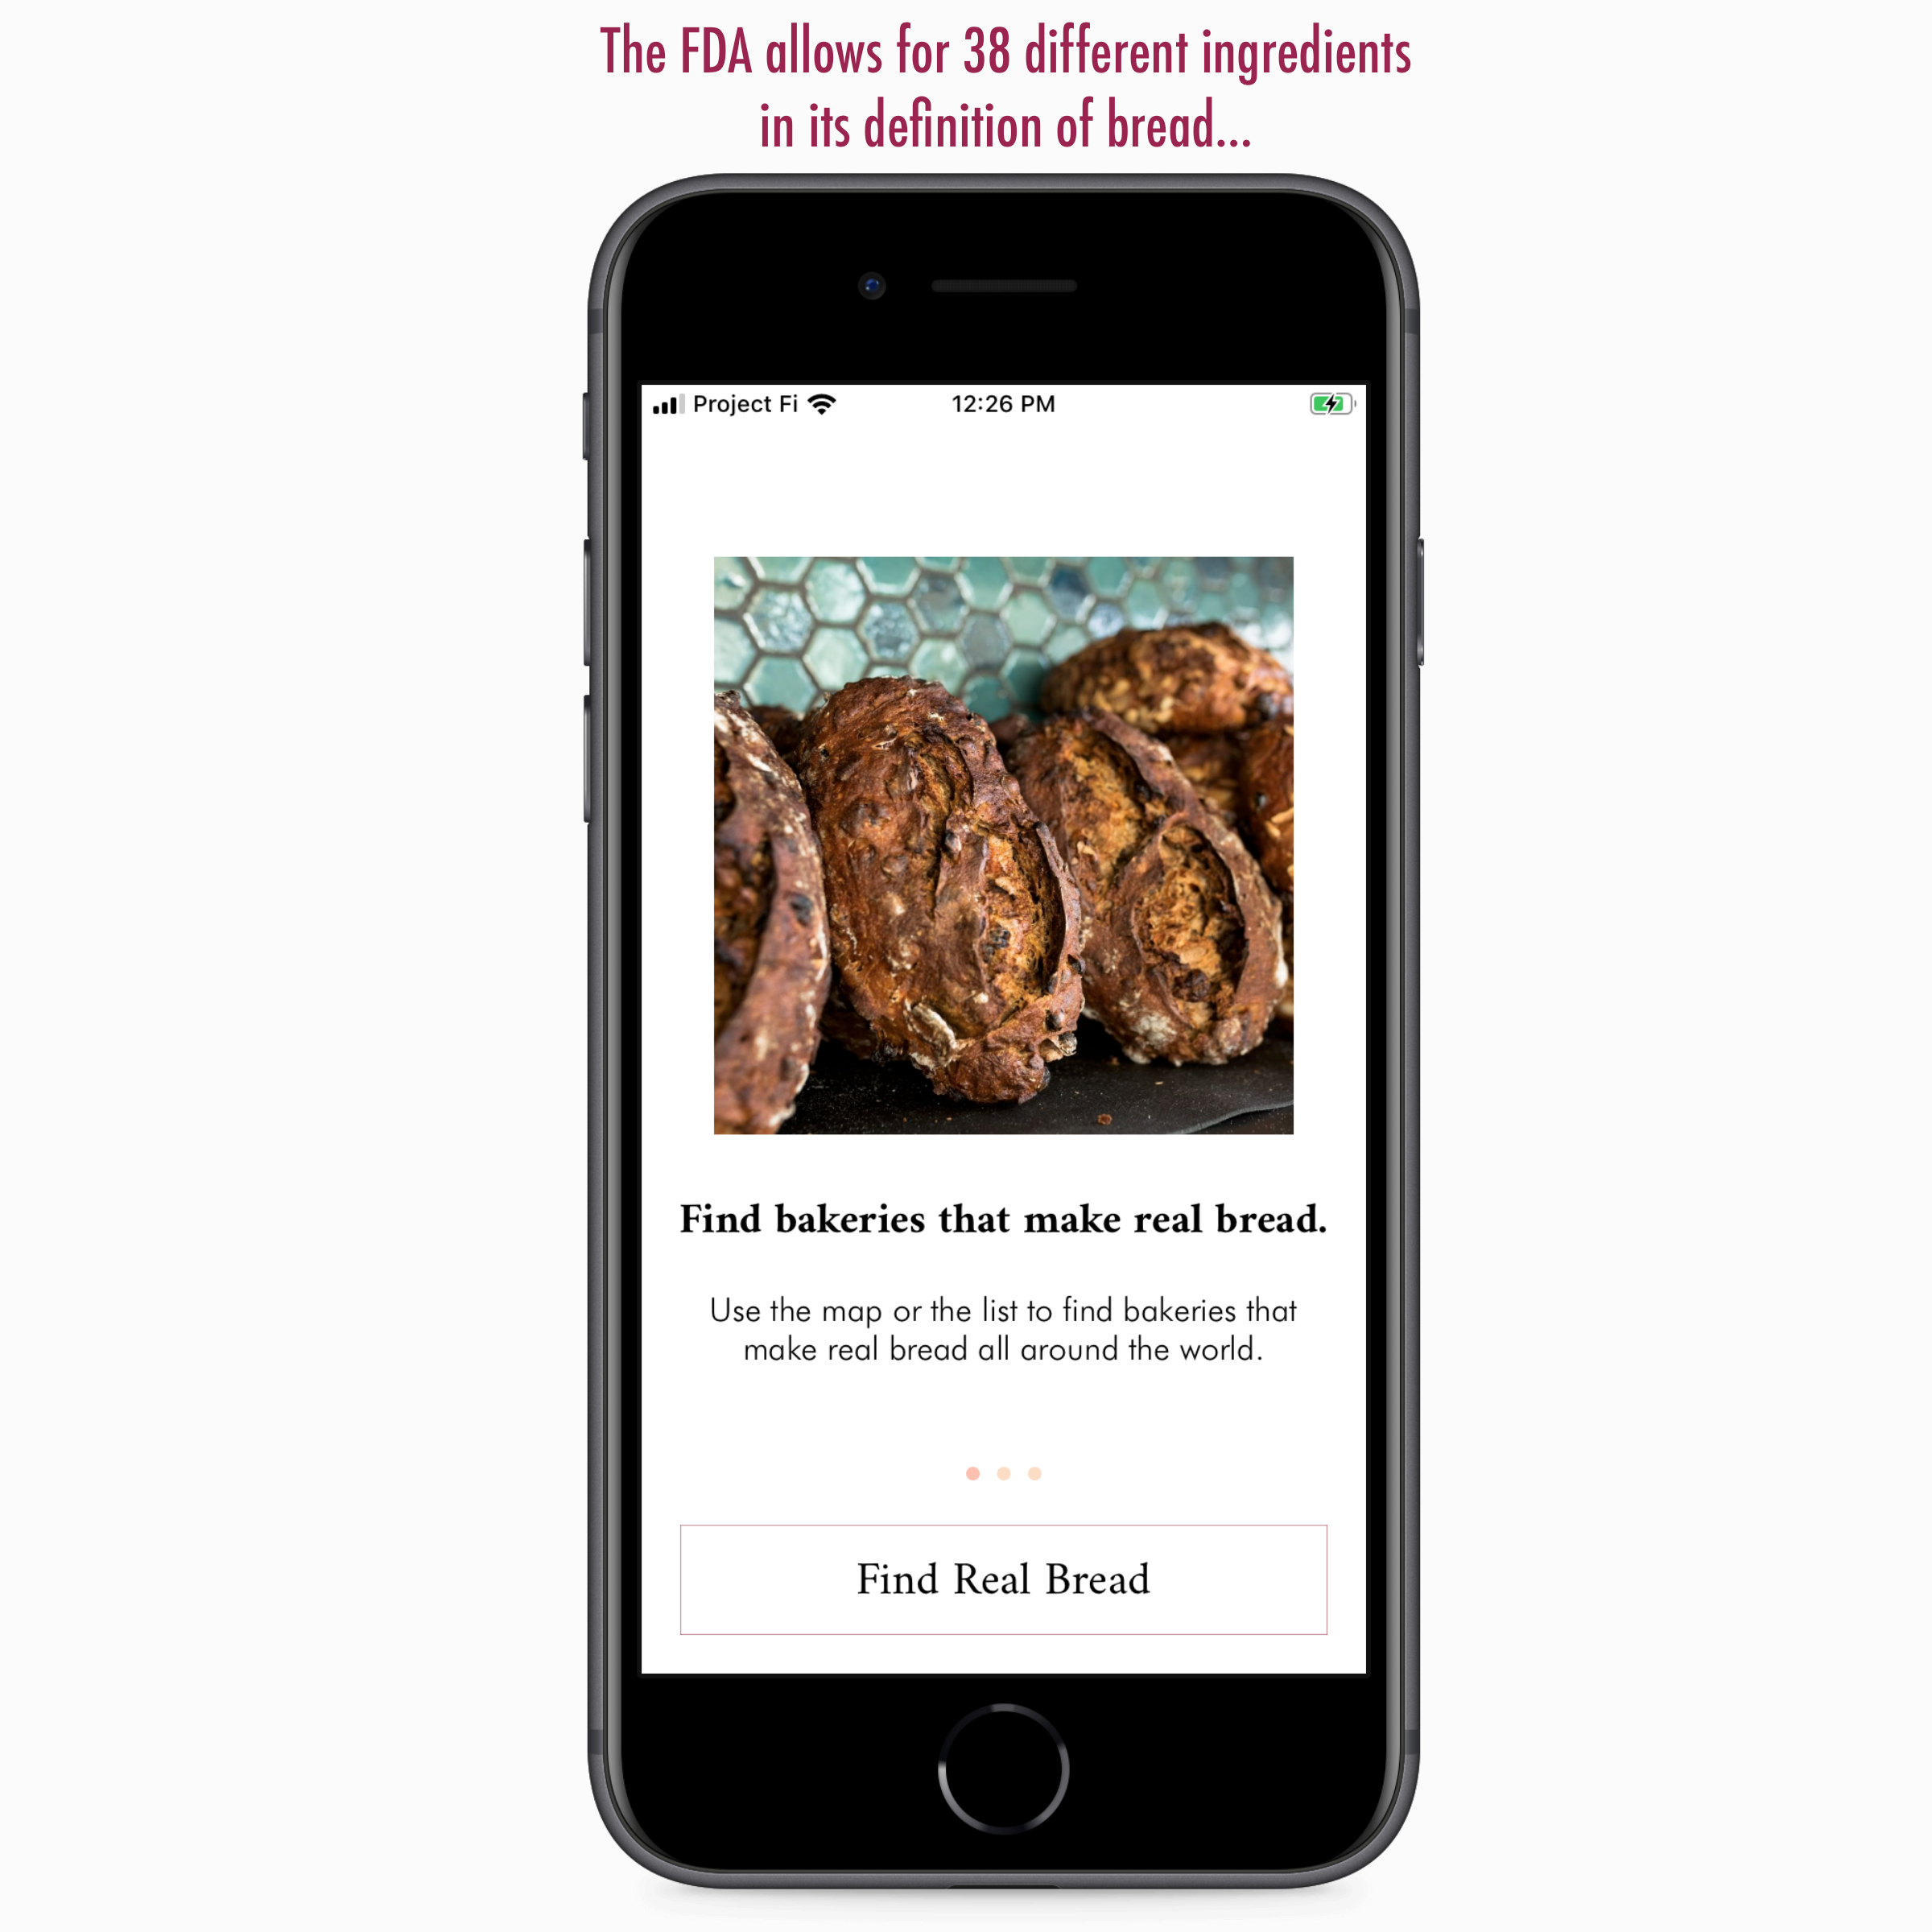 The FDA allows for 38 different ingredients
in its definition of bread...
Project Fi 12:26 PM
Find bakeries that make real bread.
Use the map or the list to find bakeries that
make real bread all around the world.
Find Real Bread